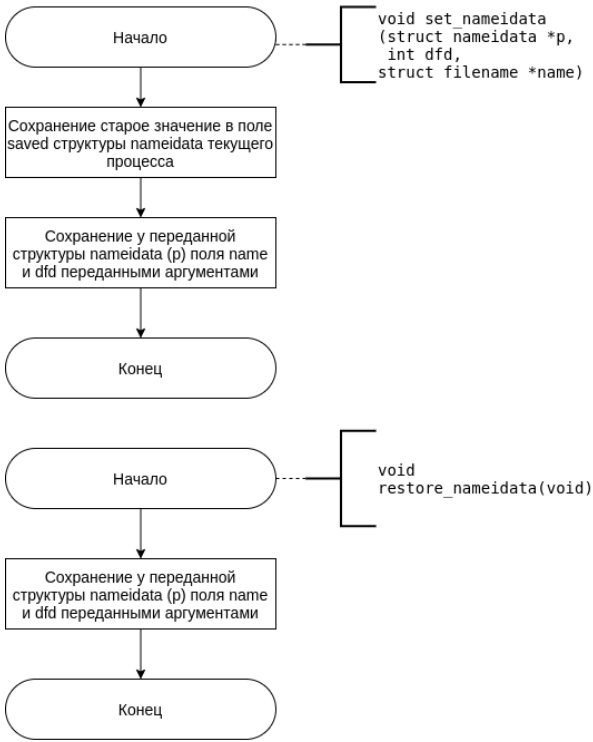 Начало
void set_nameidata
(struct nameidata *p,
int dfd,
struct filename *name)
Сохранение старое значение в поле
saved структуры nameidata текущего
процесса
Сохранение у переданной
структуры nameidata (p) поля name
и dfd переданными аргументами
Конец
Начало
void
restore_nameidata(void)
Сохранение у переданной
структуры nameidata (p) поля name
и dfd переданными аргументами
Конец